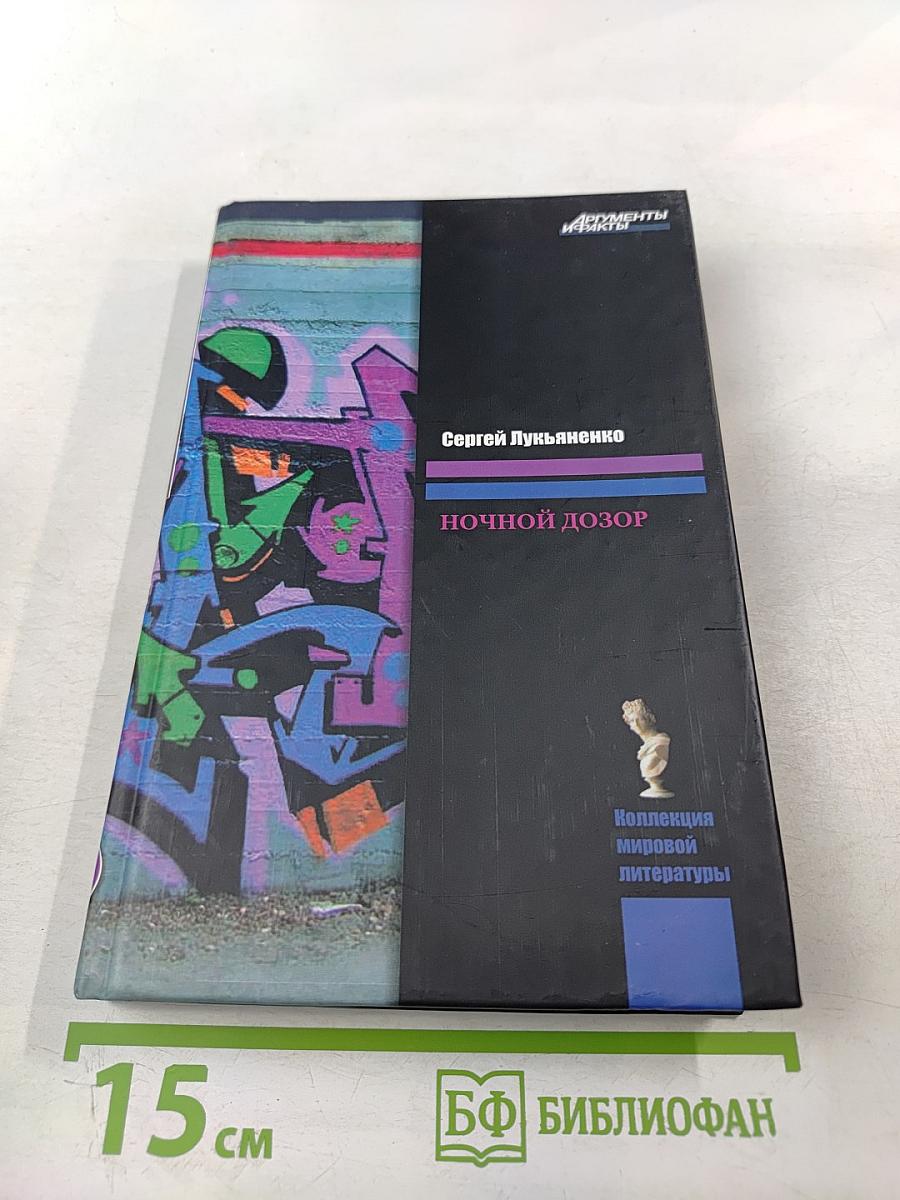 АРГУМЕНТЫ
И ФАКТЫ
Сергей Лукьяненко
НОЧНОЙ ДОЗОР
Коллекция
мировой
литературы
15 см
БФ БИБЛИОФАН